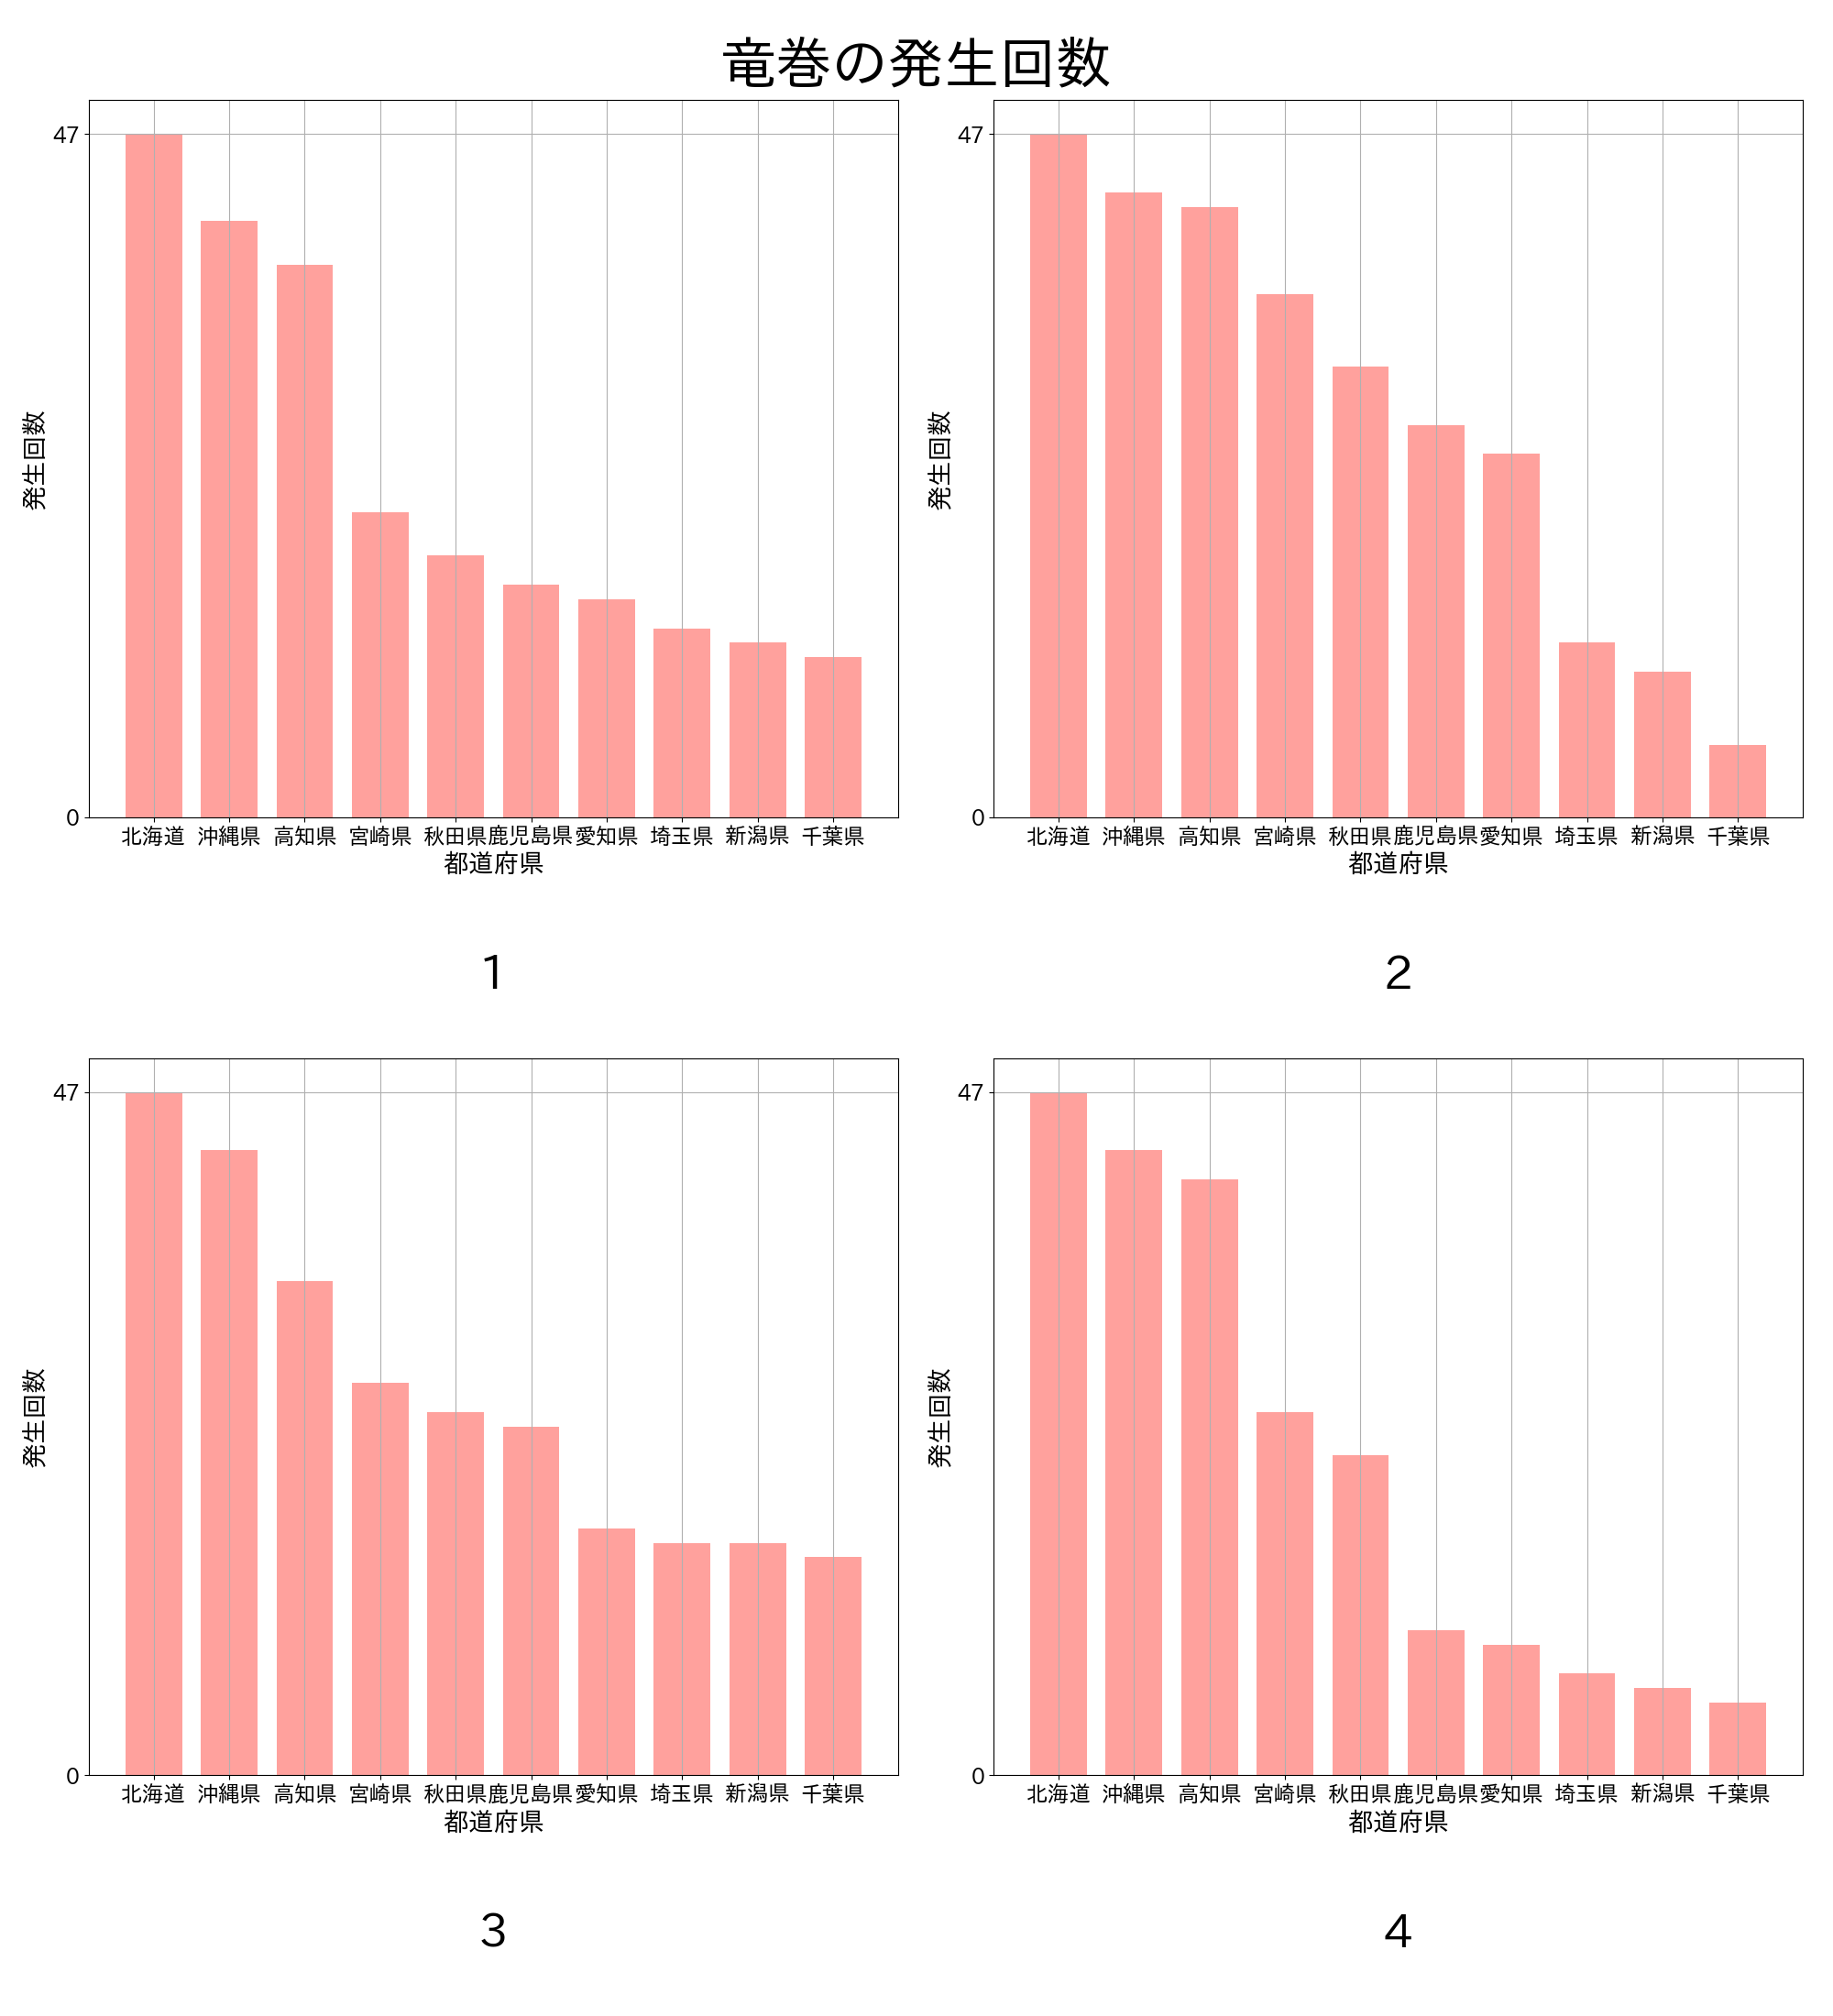 竜巻の発生回数
47
0
発生回数
北海道 沖縄県 高知県 宮崎県 秋田県 鹿児島県 愛知県 埼玉県 新潟県 千葉県
都道府県
1
47
0
発生回数
北海道 沖縄県 高知県 宮崎県 秋田県 鹿児島県 愛知県 埼玉県 新潟県 千葉県
都道府県
2
47
0
発生回数
北海道 沖縄県 高知県 宮崎県 秋田県 鹿児島県 愛知県 埼玉県 新潟県 千葉県
都道府県
3
47
0
発生回数
北海道 沖縄県 高知県 宮崎県 秋田県 鹿児島県 愛知県 埼玉県 新潟県 千葉県
都道府県
4